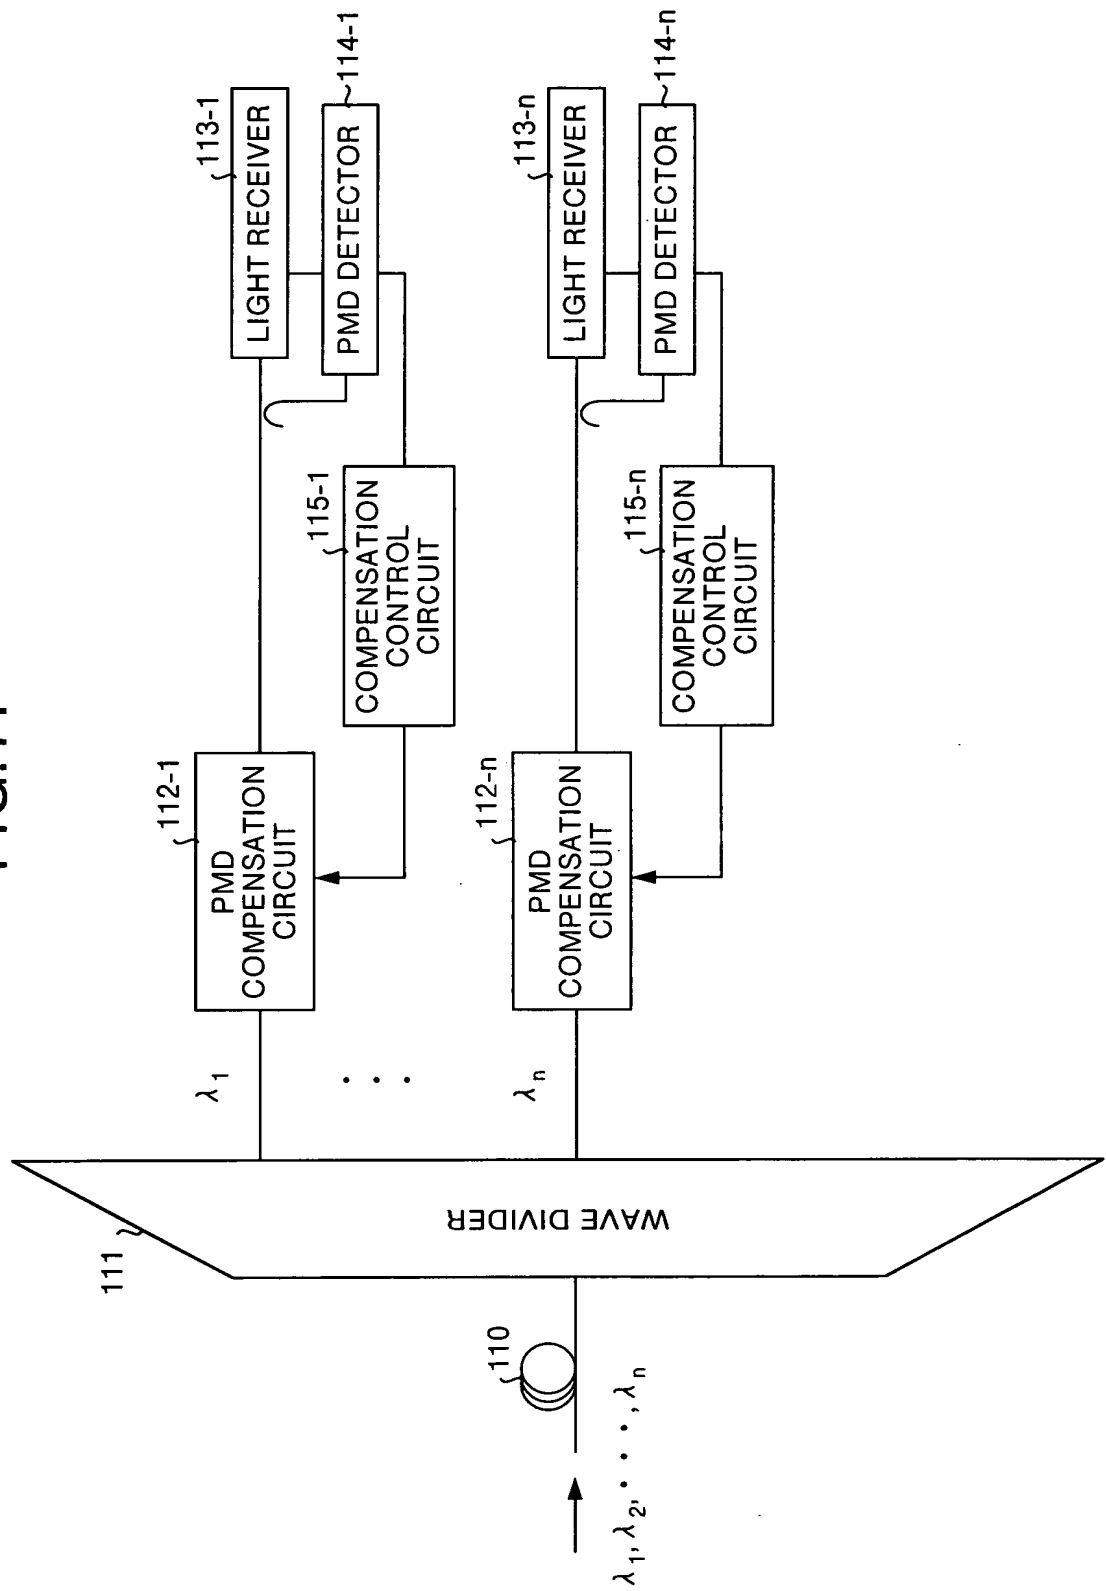 λ1, λ2, · · · , λn
110
111
WAVE DIVIDER
λ1
· · ·
λn
112-1
PMD
COMPENSATION
CIRCUIT
115-1
COMPENSATION
CONTROL
CIRCUIT
113-1
LIGHT RECEIVER
PMD DETECTOR
114-1
112-n
PMD
COMPENSATION
CIRCUIT
115-n
COMPENSATION
CONTROL
CIRCUIT
113-n
LIGHT RECEIVER
PMD DETECTOR
114-n